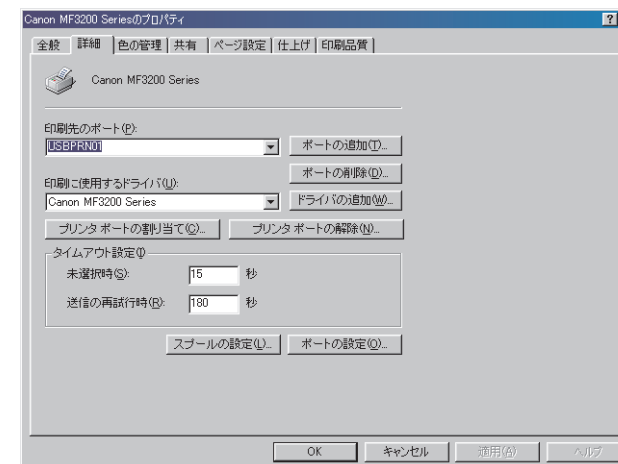 Canon MF3200 Seriesのプロパティ ?
全般 詳細 色の管理 共有 ページ設定 仕上げ 印刷品質
Canon MF3200 Series
印刷先のポート(P):
USBPRN01 ポートの追加(T)...
ポートの削除(D)...
印刷に使用するドライバ(U):
Canon MF3200 Series ドライバの追加(W)...
プリンタ ポートの割り当て(C)... プリンタ ポートの解除(N)...
タイムアウト設定(I)
未選択時(S): 15 秒
送信の再試行時(R): 180 秒
スプールの設定(L)... ポートの設定(O)...
OK キャンセル 適用(A) ヘルプ